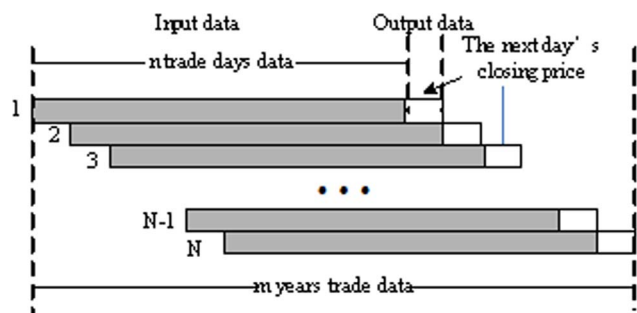 Input data
Output data
n trade days data
The next day's
closing price
1
2
3
...
N-1
N
m years trade data